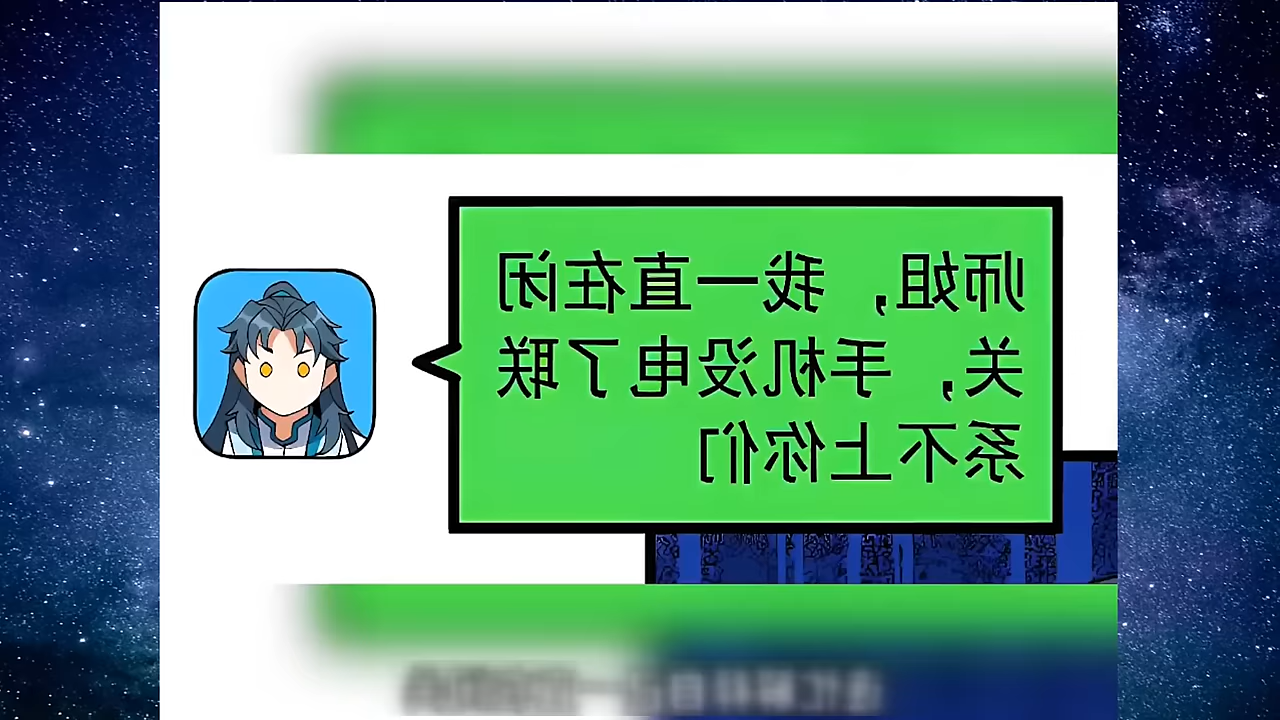 师姐，我一直在闭
关，手机没电了联
系不上你们